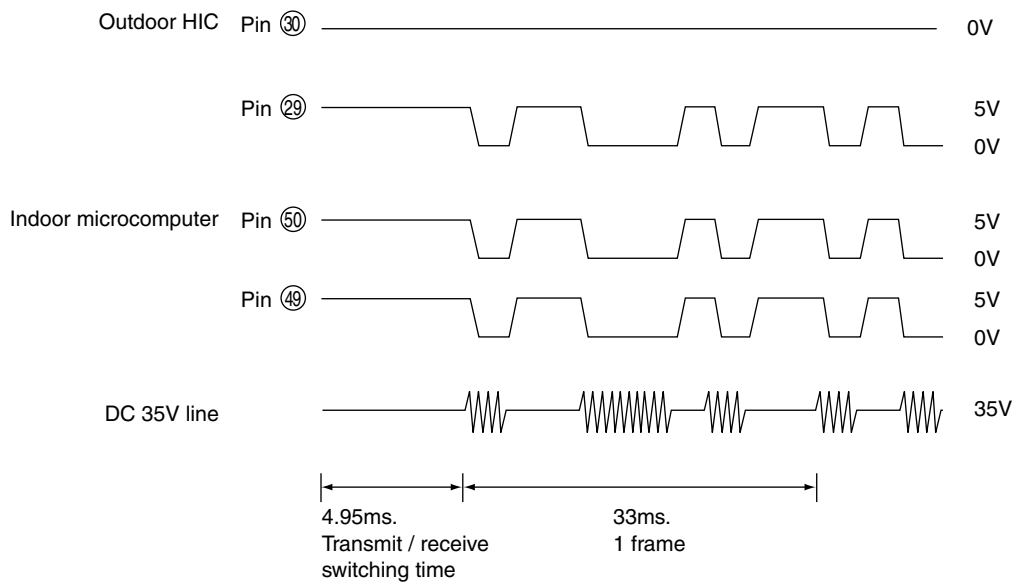 Outdoor HIC Pin ㉚ 0V
Pin ㉙ 5V
0V
Indoor microcomputer Pin ㊿ 5V
0V
Pin ㊾ 5V
0V
DC 35V line 35V
4.95ms. 33ms.
Transmit / receive 1 frame
switching time